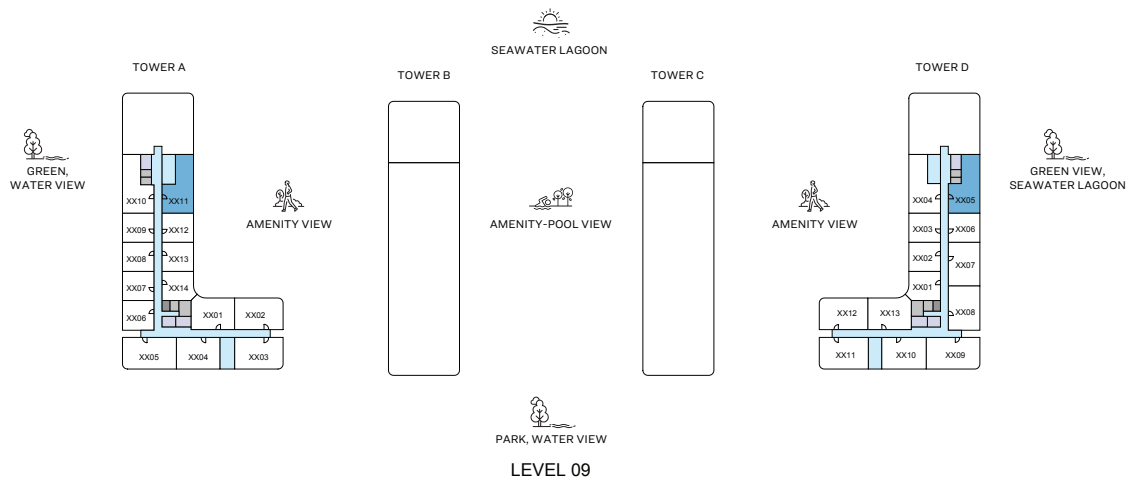 SEAWATER LAGOON
TOWER A
TOWER B
TOWER C
TOWER D
GREEN,
WATER VIEW
AMENITY VIEW
AMENITY-POOL VIEW
AMENITY VIEW
GREEN VIEW,
SEAWATER LAGOON
XX10
XX11
XX09
XX12
XX08
XX13
XX07
XX14
XX06
XX01
XX02
XX05
XX04
XX03
XX04
XX05
XX03
XX06
XX02
XX07
XX01
XX08
XX12
XX13
XX11
XX10
XX09
PARK, WATER VIEW
LEVEL 09